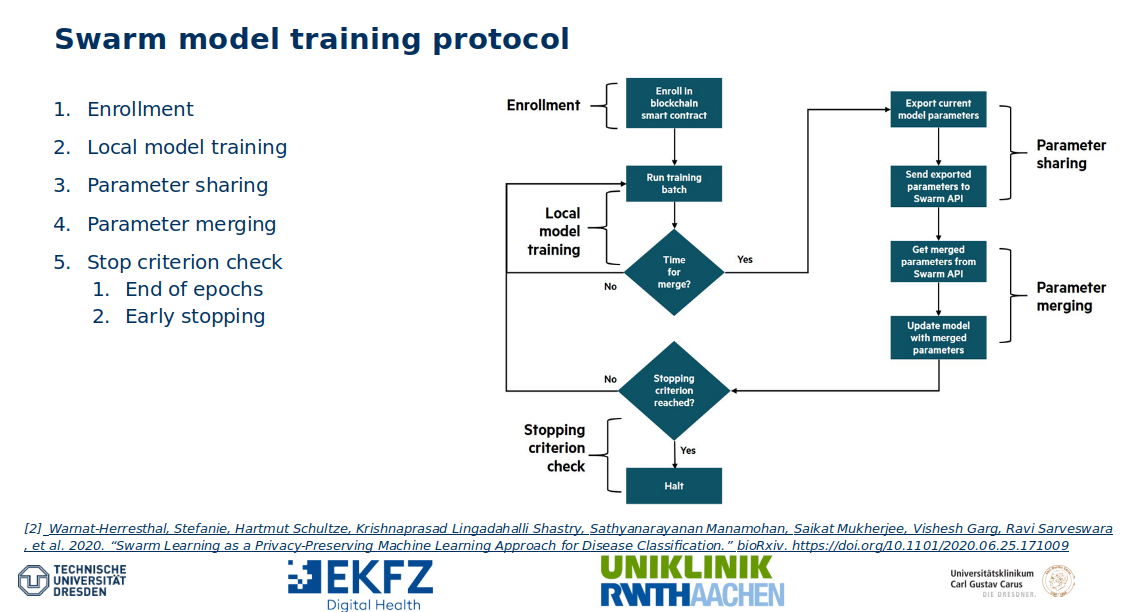 Swarm model training protocol
1. Enrollment
2. Local model training
3. Parameter sharing
4. Parameter merging
5. Stop criterion check
1. End of epochs
2. Early stopping
Enrollment
Enroll in
blockchain
smart contract
Run training
batch
Local
model
training
Time
for
merge?
Yes
No
Export current
model parameters
Send exported
parameters to
Swarm API
Parameter
sharing
Get merged
parameters from
Swarm API
Update model
with merged
parameters
Parameter
merging
Stopping
criterion
reached?
No
Yes
Stopping
criterion
check
Halt
[2] Warnat-Herresthal, Stefanie, Hartmut Schultze, Krishnaprasad Lingadahalli Shastry, Sathyanarayanan Manamohan, Saikat Mukherjee, Vishesh Garg, Ravi Sarveswara
, et al. 2020. “Swarm Learning as a Privacy-Preserving Machine Learning Approach for Disease Classification.” bioRxiv. https://doi.org/10.1101/2020.06.25.171009
TECHNISCHE
UNIVERSITÄT
DRESDEN
EKFZ
Digital Health
UNIKLINIK
RWTHAACHEN
Universitätsklinikum
Carl Gustav Carus
DIE DRESDNER.